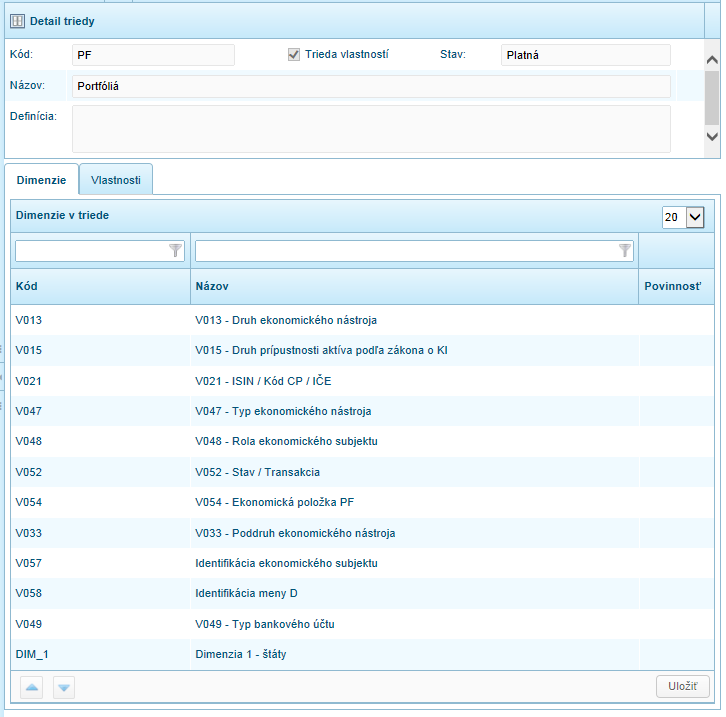 Detail triedy
Kód: PF Trieda vlastností Stav: Platná
Názov: Portfóliá
Definícia:
Dimenzie Vlastnosti
Dimenzie v triede 20
Kód Názov Povinnosť
V013 V013 - Druh ekonomického nástroja
V015 V015 - Druh prípustnosti aktíva podľa zákona o KI
V021 V021 - ISIN / Kód CP / IČE
V047 V047 - Typ ekonomického nástroja
V048 V048 - Rola ekonomického subjektu
V052 V052 - Stav / Transakcia
V054 V054 - Ekonomická položka PF
V033 V033 - Poddruh ekonomického nástroja
V057 Identifikácia ekonomického subjektu
V058 Identifikácia meny D
V049 V049 - Typ bankového účtu
DIM_1 Dimenzia 1 - štáty
Uložiť